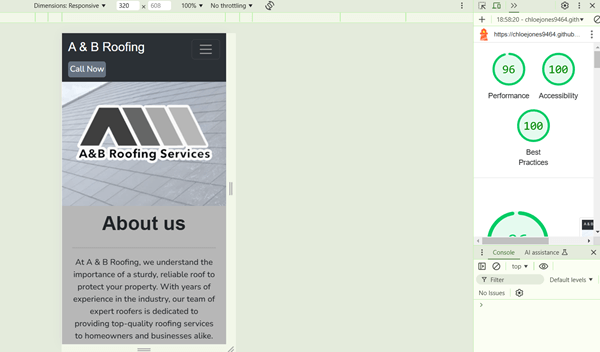 Dimensions: Responsive 320 × 608 100% No throttling
18:58:20 - chloejones9464.gith
https://chloejones9464.github...
A & B Roofing
Call Now
A&B Roofing Services
About us
At A & B Roofing, we understand the
importance of a sturdy, reliable roof to
protect your property. With years of
experience in the industry, our team of
expert roofers is dedicated to
providing top-quality roofing services
to homeowners and businesses alike.
96
Performance
100
Accessibility
100
Best
Practices
96
Console AI assistance
top
Filter
Default levels
No Issues